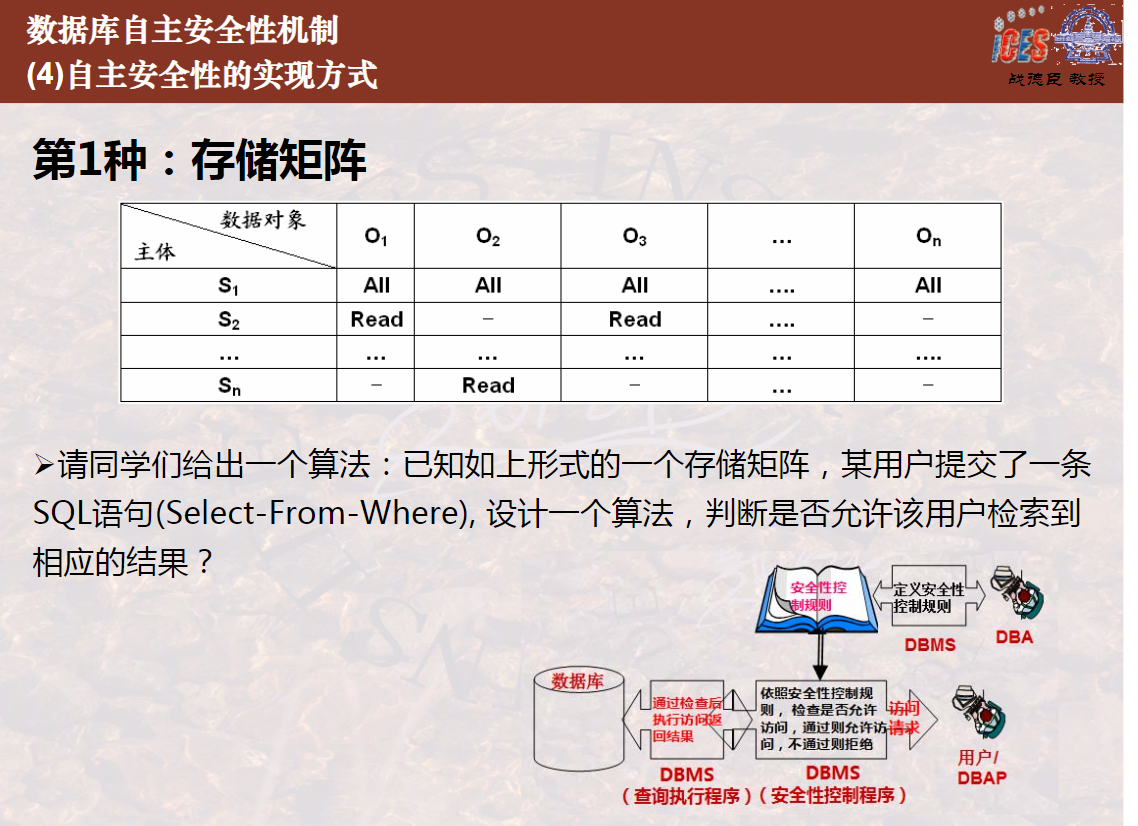 数据库自主安全性机制
(4)自主安全性的实现方式
iCES
战德臣 教授
第1种：存储矩阵
数据对象
主体
O1 O2 O3 … On
S1 All All All …. All
S2 Read – Read …. –
… … … … … ….
Sn – Read – … –
➢请同学们给出一个算法：已知如上形式的一个存储矩阵，某用户提交了一条
SQL语句(Select-From-Where), 设计一个算法，判断是否允许该用户检索到
相应的结果？
安全性控
制规则
定义安全性
控制规则
DBMS
DBA
数据库
通过检查后
执行访问返
回结果
依照安全性控制规
则，检查是否允许
访问，通过则允许访
问，不通过则拒绝
访问
请求
用户/
DBAP
DBMS
（查询执行程序）
DBMS
（安全性控制程序）